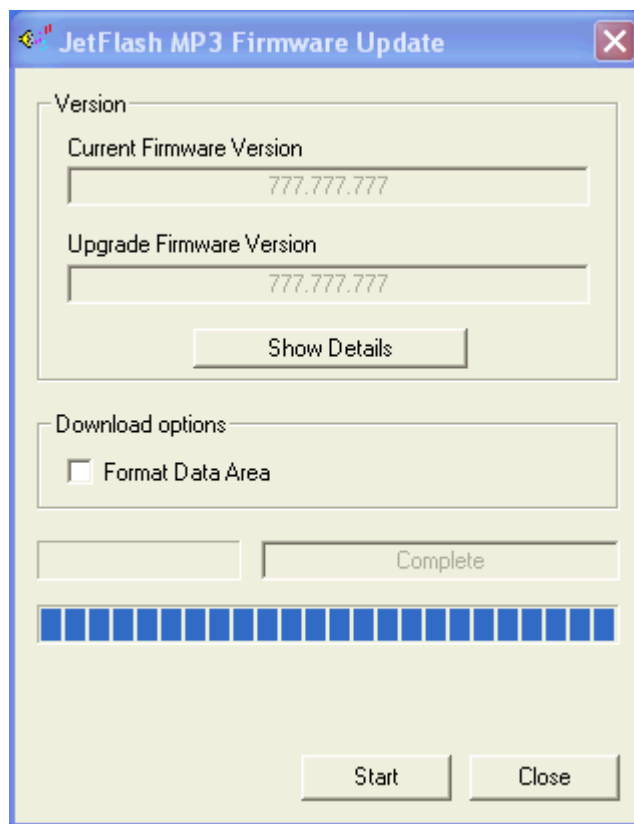 JetFlash MP3 Firmware Update
Version
Current Firmware Version
777.777.777
Upgrade Firmware Version
777.777.777
Show Details
Download options
Format Data Area
Complete
Start
Close